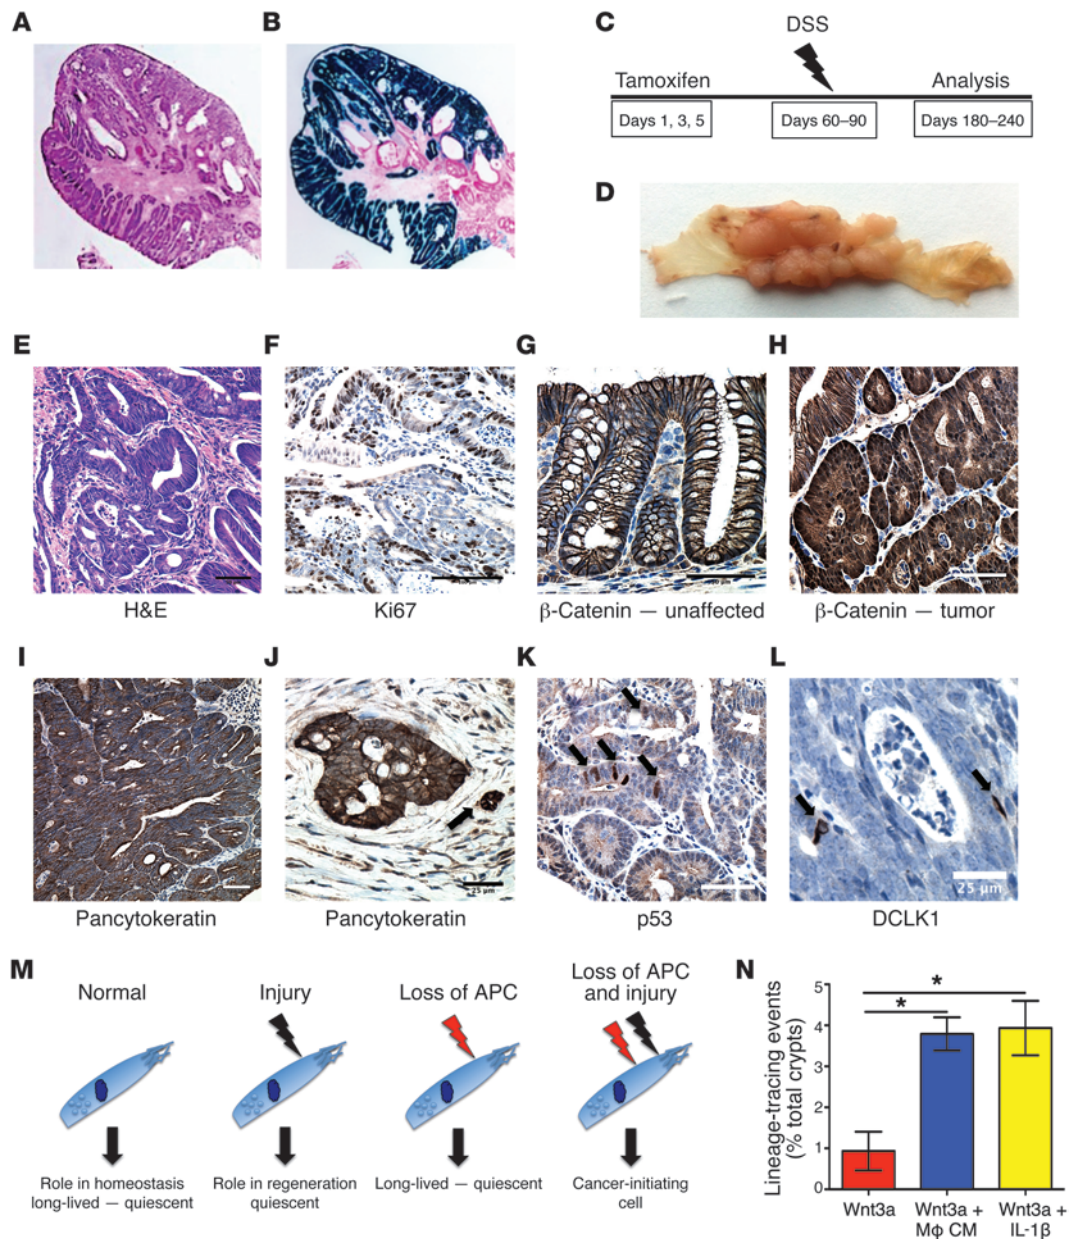 A
B
C
DSS
Tamoxifen
Analysis
Days 1, 3, 5
Days 60–90
Days 180–240
D
E
F
G
H
H&E
Ki67
β-Catenin — unaffected
β-Catenin — tumor
I
J
K
L
25 μm
25 μm
Pancytokeratin
Pancytokeratin
p53
DCLK1
M
Normal
Injury
Loss of APC
Loss of APC
and injury
Role in homeostasis
long-lived — quiescent
Role in regeneration
quiescent
Long-lived — quiescent
Cancer-initiating
cell
N
Lineage-tracing events
(% total crypts)
5
4
3
2
1
0
*
*
Wnt3a
Wnt3a +
Mϕ CM
Wnt3a +
IL-1β